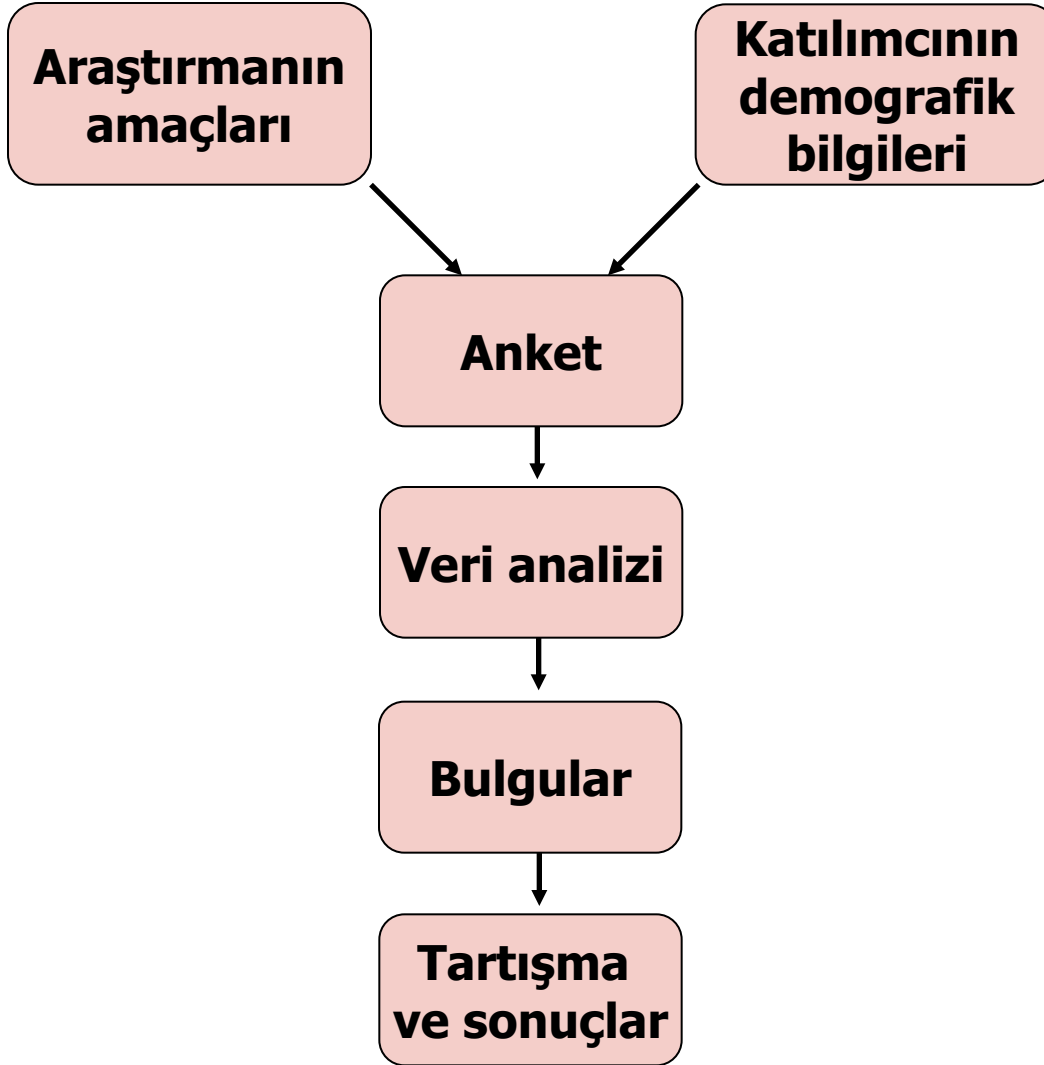 Araştırmanın
amaçları
Katılımcının
demografik
bilgileri
Anket
Veri analizi
Bulgular
Tartışma
ve sonuçlar